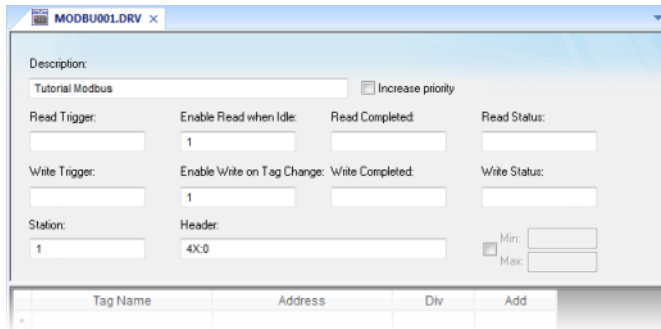 MODBU001.DRV
Description:
Tutorial Modbus
Increase priority
Read Trigger: Enable Read when Idle: Read Completed: Read Status:
1
Write Trigger: Enable Write on Tag Change: Write Completed: Write Status:
1
Station: Header:
Min:
1 4X:0
Max:
Tag Name Address Div Add
*